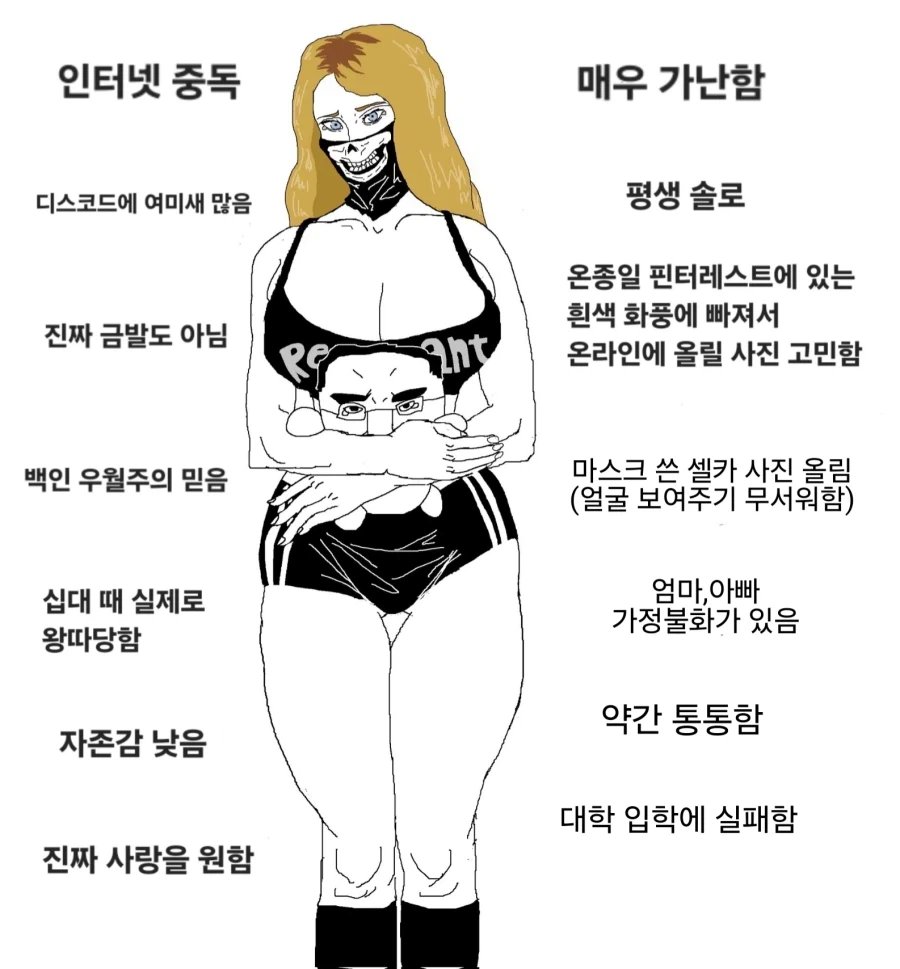 인터넷 중독
매우 가난함
디스코드에 여미새 많음
평생 솔로
온종일 핀터레스트에 있는
흰색 화풍에 빠져서
온라인에 올릴 사진 고민함
진짜 금발도 아님
Re ant
백인 우월주의 믿음
마스크 쓴 셀카 사진 올림
(얼굴 보여주기 무서워함)
십대 때 실제로
왕따당함
엄마,아빠
가정불화가 있음
자존감 낮음
약간 통통함
대학 입학에 실패함
진짜 사랑을 원함